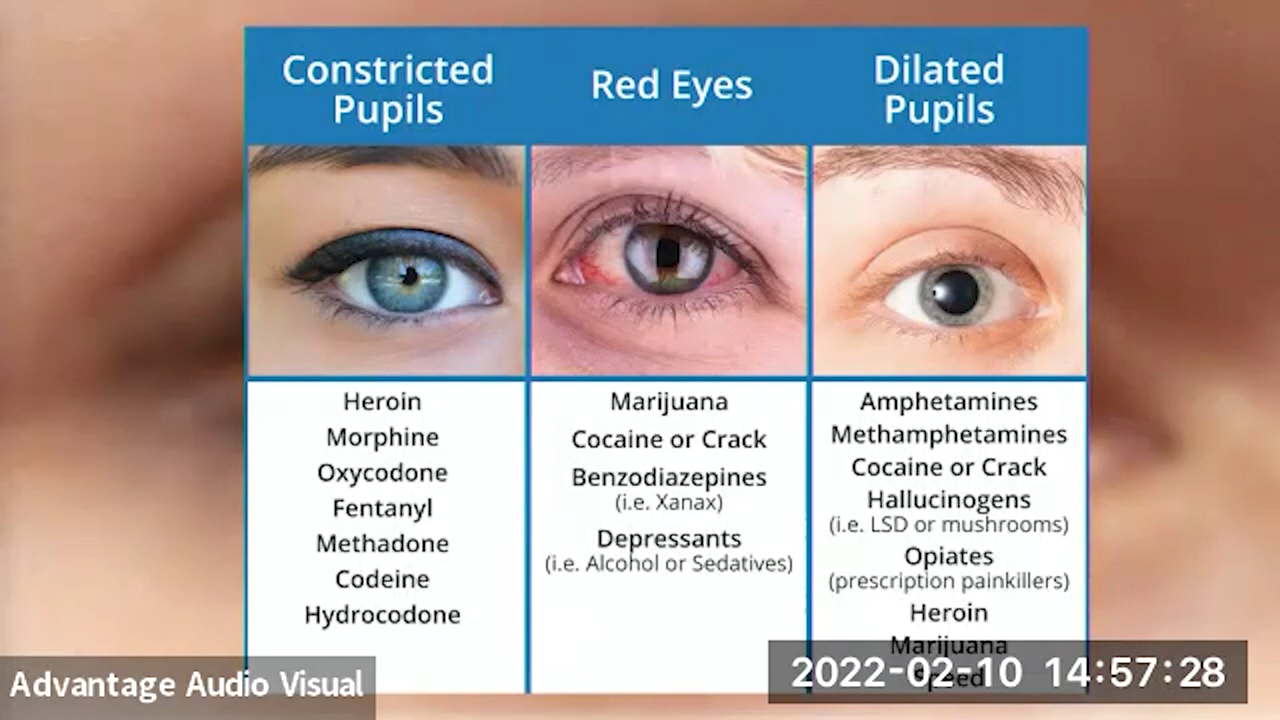 Constricted
Pupils
Red Eyes
Dilated
Pupils
Heroin
Morphine
Oxycodone
Fentanyl
Methadone
Codeine
Hydrocodone
Marijuana
Cocaine or Crack
Benzodiazepines
(i.e. Xanax)
Depressants
(i.e. Alcohol or Sedatives)
Amphetamines
Methamphetamines
Cocaine or Crack
Hallucinogens
(i.e. LSD or mushrooms)
Opiates
(prescription painkillers)
Heroin
Marijuana
Speed
Advantage Audio Visual
2022-02-10 14:57:28